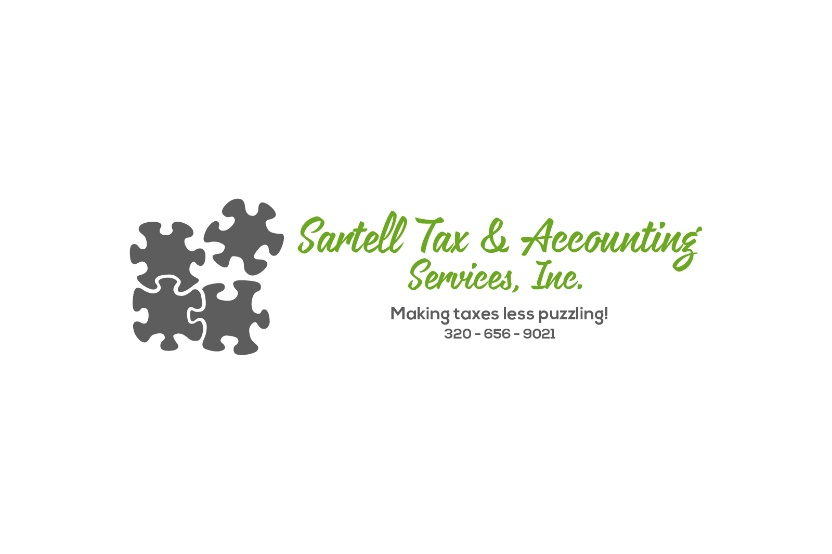 Sartell Tax & Accounting
Services, Inc.
Making taxes less puzzling!
320 - 656 - 9021